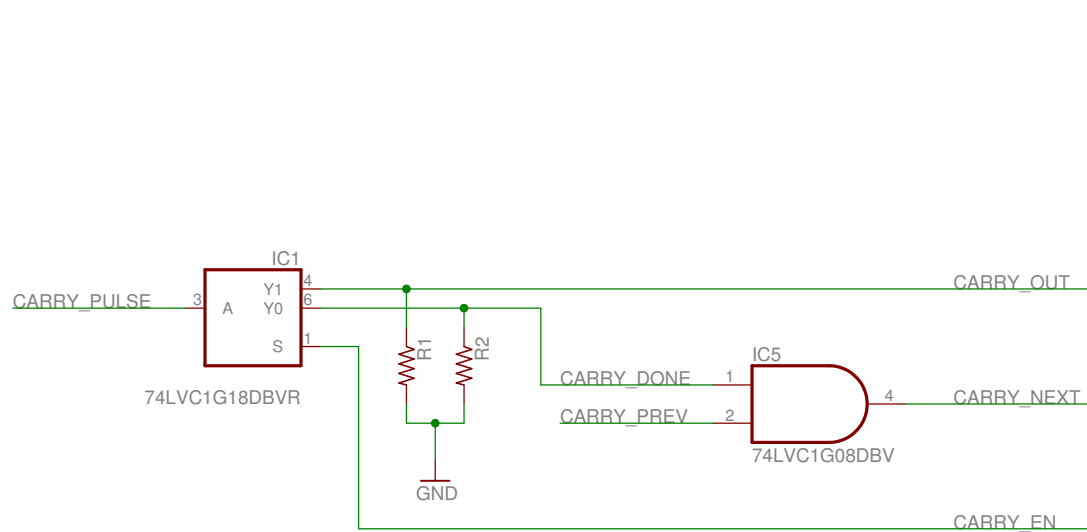 IC1
CARRY_PULSE
3
A
Y1
4
Y0
6
S
1
74LVC1G18DBVR
R1
R2
GND
CARRY_OUT
IC5
CARRY_DONE
1
CARRY_PREV
2
4
CARRY_NEXT
74LVC1G08DBV
CARRY_EN